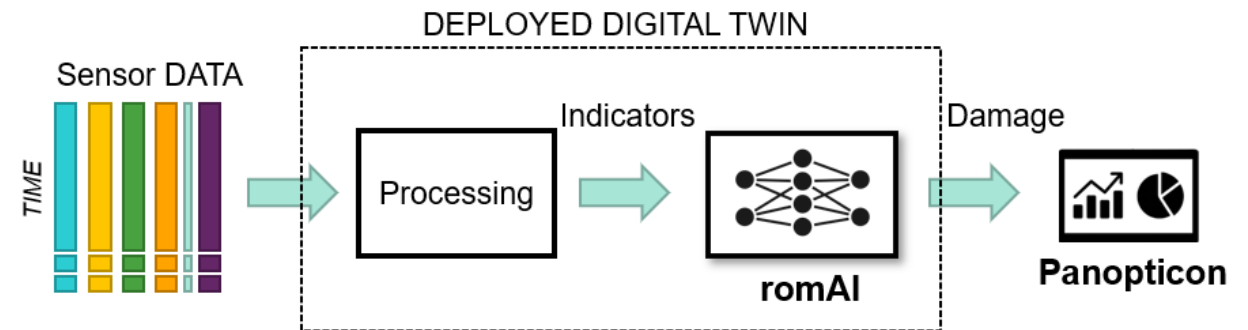 DEPLOYED DIGITAL TWIN
Sensor DATA
TIME
Processing
Indicators
romAI
Damage
Panopticon